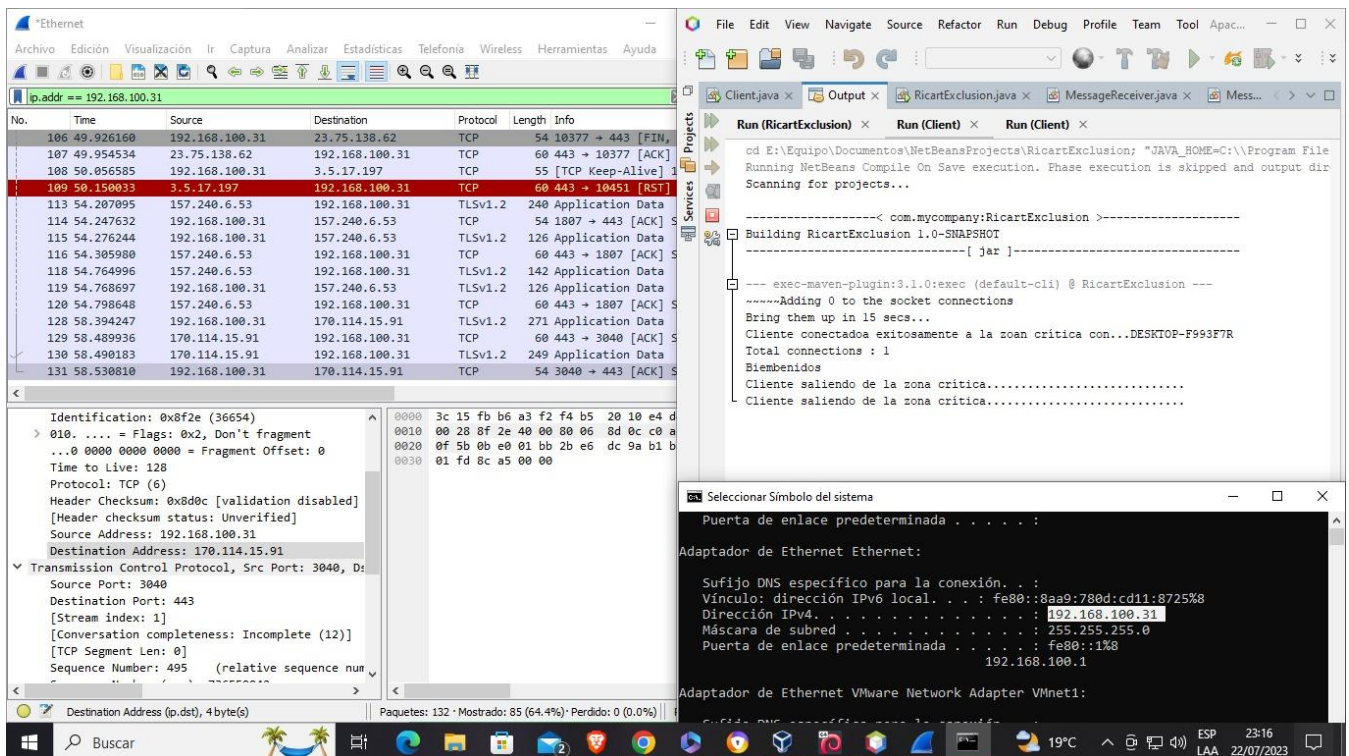 *Ethernet
Archivo Edición Visualización Ir Captura Analizar Estadísticas Telefonía Wireless Herramientas Ayuda
ip.addr == 192.168.100.31
No. Time Source Destination Protocol Length Info
106 49.926160 192.168.100.31 23.75.138.62 TCP 54 10377 → 443 [FIN,
107 49.954534 23.75.138.62 192.168.100.31 TCP 60 443 → 10377 [ACK]
108 50.056585 192.168.100.31 3.5.17.197 TCP 55 [TCP Keep-Alive] 1
109 50.150033 3.5.17.197 192.168.100.31 TCP 60 443 → 10451 [RST]
113 54.207095 157.240.6.53 192.168.100.31 TLSv1.2 240 Application Data
114 54.247632 192.168.100.31 157.240.6.53 TCP 54 1807 → 443 [ACK] S
115 54.276244 192.168.100.31 157.240.6.53 TLSv1.2 126 Application Data
116 54.305980 157.240.6.53 192.168.100.31 TCP 60 443 → 1807 [ACK] S
118 54.764996 157.240.6.53 192.168.100.31 TLSv1.2 142 Application Data
119 54.768697 192.168.100.31 157.240.6.53 TLSv1.2 126 Application Data
120 54.798648 157.240.6.53 192.168.100.31 TCP 60 443 → 1807 [ACK] S
128 58.394247 192.168.100.31 170.114.15.91 TLSv1.2 271 Application Data
129 58.489936 170.114.15.91 192.168.100.31 TCP 60 443 → 3040 [ACK] S
130 58.490183 170.114.15.91 192.168.100.31 TLSv1.2 249 Application Data
131 58.530810 192.168.100.31 170.114.15.91 TCP 54 3040 → 443 [ACK] S
Identification: 0x8f2e (36654)
010. .... = Flags: 0x2, Don't fragment
...0 0000 0000 0000 = Fragment Offset: 0
Time to Live: 128
Protocol: TCP (6)
Header Checksum: 0x8d0c [validation disabled]
[Header checksum status: Unverified]
Source Address: 192.168.100.31
Destination Address: 170.114.15.91
Transmission Control Protocol, Src Port: 3040, Ds
Source Port: 3040
Destination Port: 443
[Stream index: 1]
[Conversation completeness: Incomplete (12)]
[TCP Segment Len: 0]
Sequence Number: 495 (relative sequence num
0000 3c 15 fb b6 a3 f2 f4 b5 20 10 e4 d
0010 00 28 8f 2e 40 00 80 06 8d 0c c0 a
0020 0f 5b 0b e0 01 bb 2b e6 dc 9a b1 b
0030 01 fd 8c a5 00 00
Destination Address (ip.dst), 4 byte(s)
Paquetes: 132 · Mostrado: 85 (64.4%) · Perdido: 0 (0.0%)
File Edit View Navigate Source Refactor Run Debug Profile Team Tool Apac...
Client.java Output RicartExclusion.java MessageReceiver.java Mess...
Projects
Services
Run (RicartExclusion) Run (Client) Run (Client)
cd E:\Equipo\Documentos\NetBeansProjects\RicartExclusion; "JAVA_HOME=C:\\Program File
Running NetBeans Compile On Save execution. Phase execution is skipped and output dir
Scanning for projects...
-------------------< com.mycompany:RicartExclusion >--------------------
Building RicartExclusion 1.0-SNAPSHOT
--------------------------------[ jar ]---------------------------------
--- exec-maven-plugin:3.1.0:exec (default-cli) @ RicartExclusion ---
~~~~~Adding 0 to the socket connections
Bring them up in 15 secs...
Cliente conectadoa exitosamente a la zoan crítica con...DESKTOP-F993F7R
Total connections : 1
Biembenidos
Cliente saliendo de la zona crítica.............................
Cliente saliendo de la zona crítica.............................
Seleccionar Símbolo del sistema
Puerta de enlace predeterminada . . . . . :
Adaptador de Ethernet Ethernet:
Sufijo DNS específico para la conexión. . :
Vínculo: dirección IPv6 local. . . : fe80::8aa9:780d:cd11:8725%8
Dirección IPv4. . . . . . . . . . . . . . : 192.168.100.31
Máscara de subred . . . . . . . . . . . . : 255.255.255.0
Puerta de enlace predeterminada . . . . . : fe80::1%8
192.168.100.1
Adaptador de Ethernet VMware Network Adapter VMnet1:
Buscar
19°C
ESP
LAA
23:16
22/07/2023